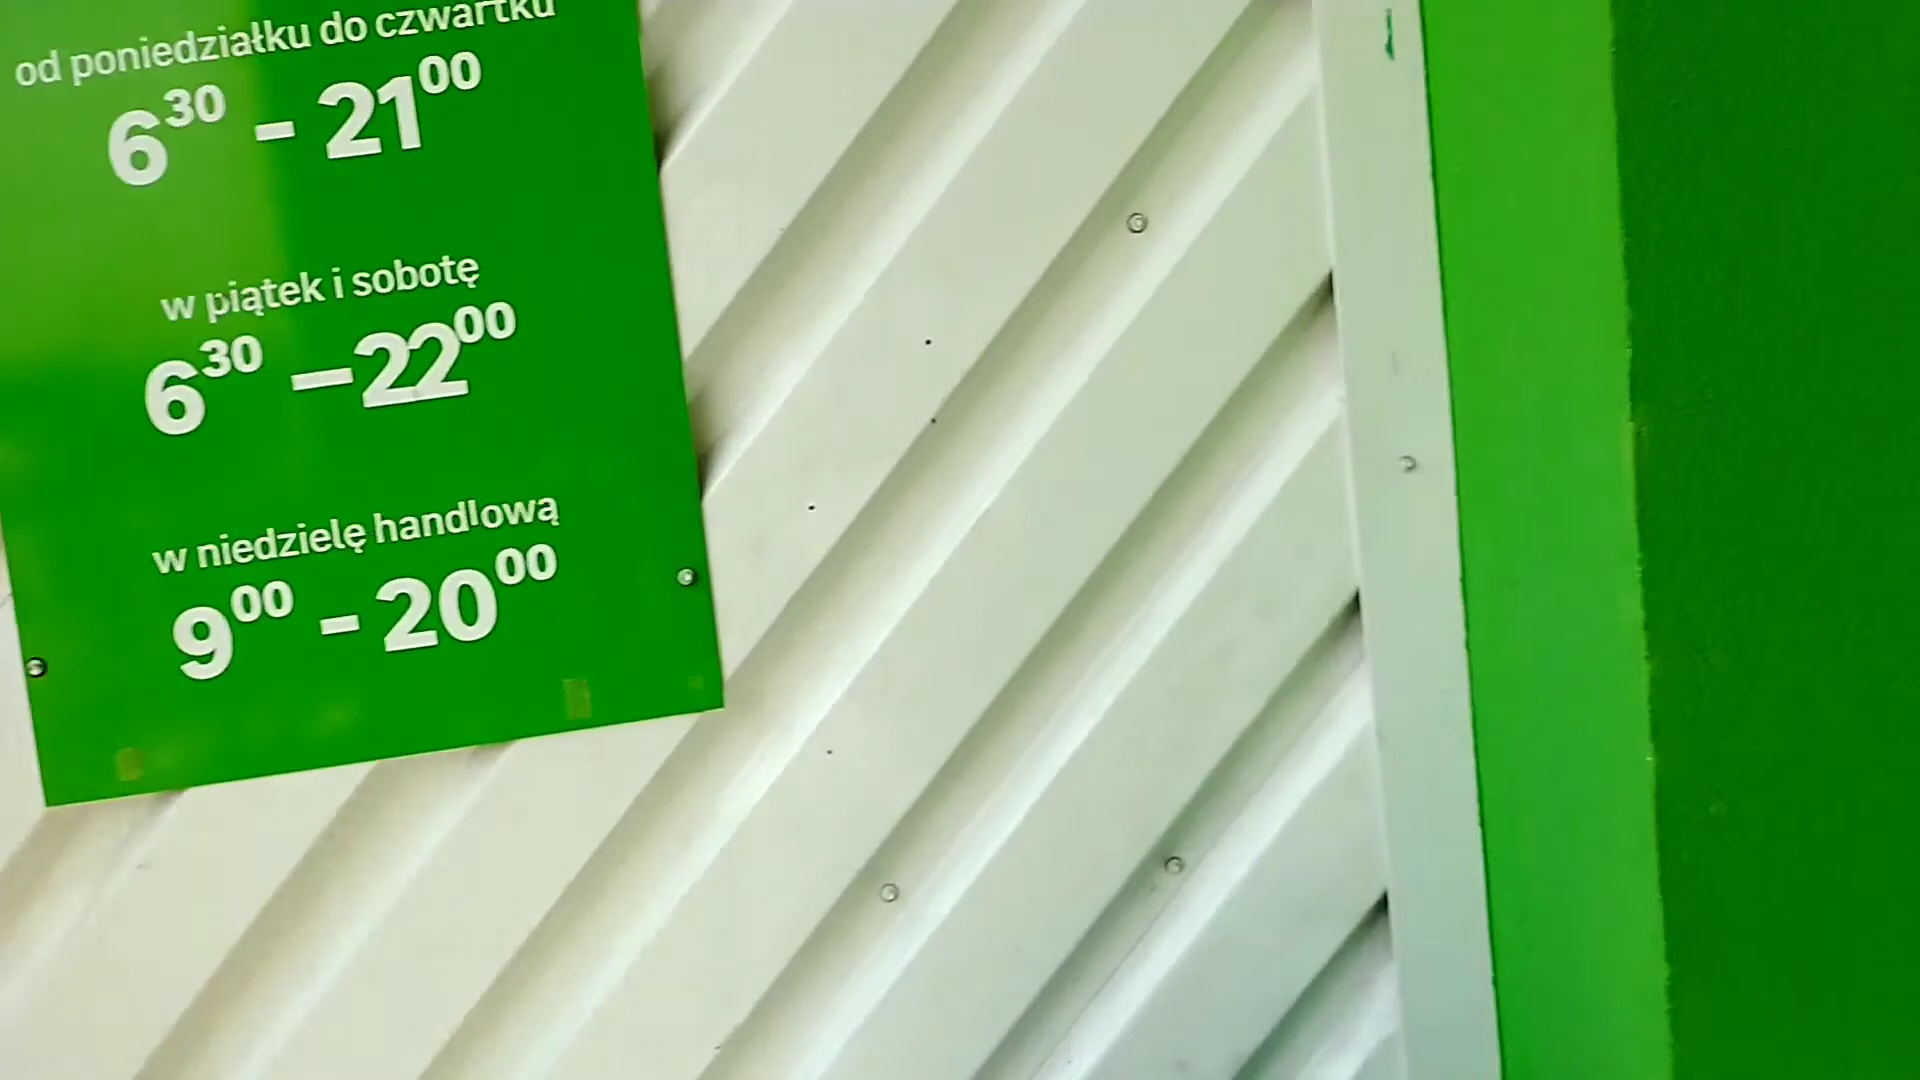 od poniedziałku do czwartku
6³⁰ - 21⁰⁰
w piątek i sobotę
6³⁰ – 22⁰⁰
w niedzielę handlową
9⁰⁰ - 20⁰⁰